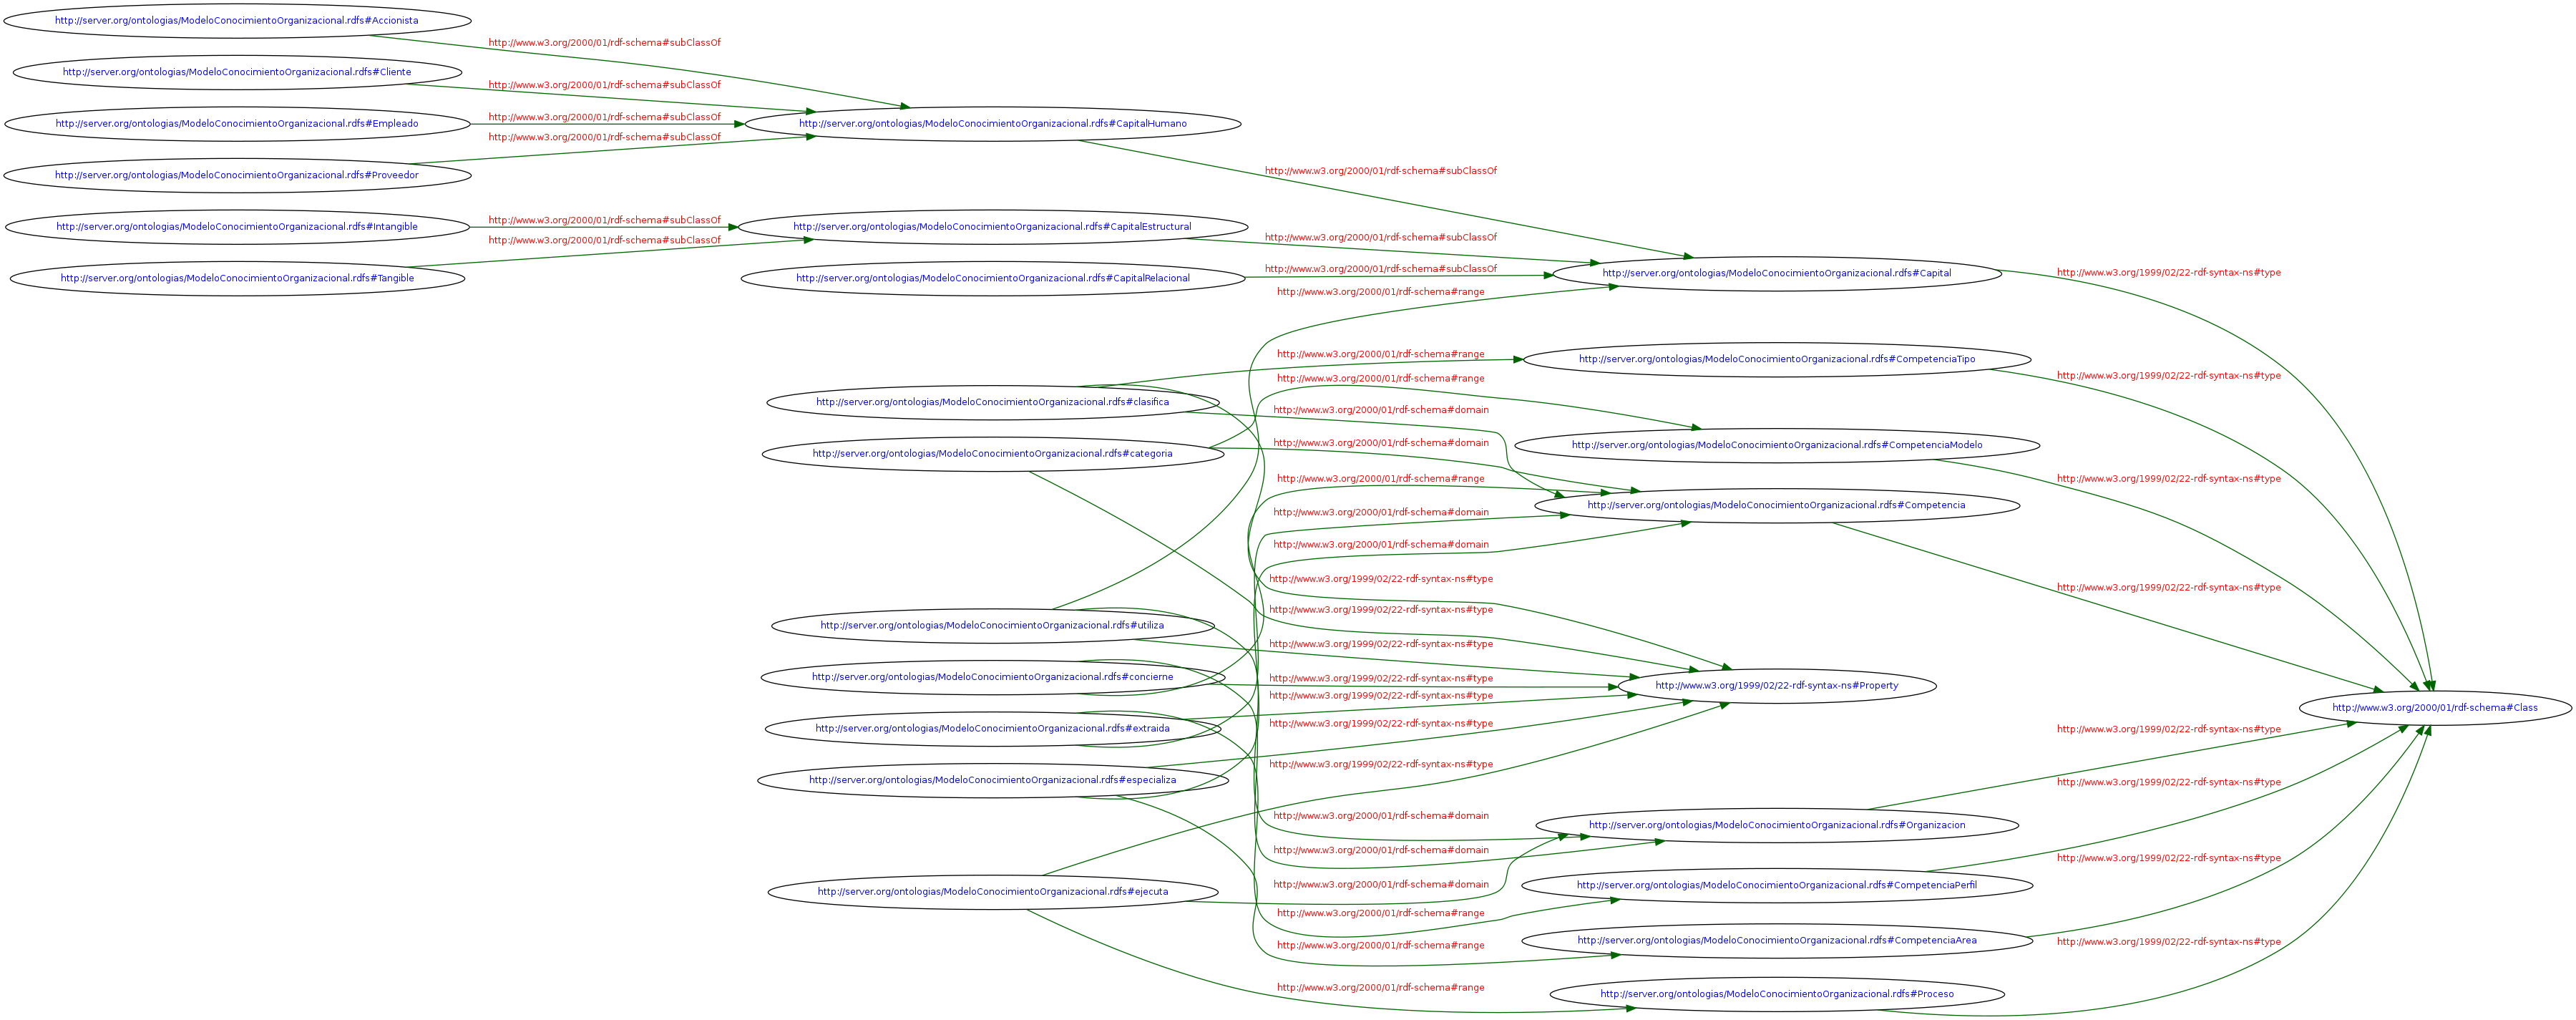 http://server.org/ontologias/ModeloConocimientoOrganizacional.rdfs#Accionista
http://www.w3.org/2000/01/rdf-schema#subClassOf
http://server.org/ontologias/ModeloConocimientoOrganizacional.rdfs#Cliente
http://www.w3.org/2000/01/rdf-schema#subClassOf
http://server.org/ontologias/ModeloConocimientoOrganizacional.rdfs#Empleado
http://www.w3.org/2000/01/rdf-schema#subClassOf
http://server.org/ontologias/ModeloConocimientoOrganizacional.rdfs#CapitalHumano
http://www.w3.org/2000/01/rdf-schema#subClassOf
http://server.org/ontologias/ModeloConocimientoOrganizacional.rdfs#Proveedor
http://www.w3.org/2000/01/rdf-schema#subClassOf
http://server.org/ontologias/ModeloConocimientoOrganizacional.rdfs#Intangible
http://www.w3.org/2000/01/rdf-schema#subClassOf
http://server.org/ontologias/ModeloConocimientoOrganizacional.rdfs#CapitalEstructural
http://www.w3.org/2000/01/rdf-schema#subClassOf
http://www.w3.org/2000/01/rdf-schema#subClassOf
http://server.org/ontologias/ModeloConocimientoOrganizacional.rdfs#Tangible
http://server.org/ontologias/ModeloConocimientoOrganizacional.rdfs#CapitalRelacional
http://www.w3.org/2000/01/rdf-schema#subClassOf
http://server.org/ontologias/ModeloConocimientoOrganizacional.rdfs#Capital
http://www.w3.org/1999/02/22-rdf-syntax-ns#type
http://www.w3.org/2000/01/rdf-schema#range
http://www.w3.org/2000/01/rdf-schema#range
http://server.org/ontologias/ModeloConocimientoOrganizacional.rdfs#CompetenciaTipo
http://www.w3.org/1999/02/22-rdf-syntax-ns#type
http://www.w3.org/2000/01/rdf-schema#range
http://server.org/ontologias/ModeloConocimientoOrganizacional.rdfs#clasifica
http://www.w3.org/2000/01/rdf-schema#domain
http://www.w3.org/2000/01/rdf-schema#domain
http://server.org/ontologias/ModeloConocimientoOrganizacional.rdfs#CompetenciaModelo
http://server.org/ontologias/ModeloConocimientoOrganizacional.rdfs#categoria
http://www.w3.org/2000/01/rdf-schema#range
http://www.w3.org/1999/02/22-rdf-syntax-ns#type
http://server.org/ontologias/ModeloConocimientoOrganizacional.rdfs#Competencia
http://www.w3.org/2000/01/rdf-schema#domain
http://www.w3.org/2000/01/rdf-schema#domain
http://www.w3.org/1999/02/22-rdf-syntax-ns#type
http://www.w3.org/1999/02/22-rdf-syntax-ns#type
http://www.w3.org/1999/02/22-rdf-syntax-ns#type
http://server.org/ontologias/ModeloConocimientoOrganizacional.rdfs#utiliza
http://www.w3.org/1999/02/22-rdf-syntax-ns#type
http://server.org/ontologias/ModeloConocimientoOrganizacional.rdfs#concierne
http://www.w3.org/1999/02/22-rdf-syntax-ns#type
http://www.w3.org/1999/02/22-rdf-syntax-ns#Property
http://www.w3.org/1999/02/22-rdf-syntax-ns#type
http://www.w3.org/2000/01/rdf-schema#Class
http://server.org/ontologias/ModeloConocimientoOrganizacional.rdfs#extraida
http://www.w3.org/1999/02/22-rdf-syntax-ns#type
http://www.w3.org/1999/02/22-rdf-syntax-ns#type
http://www.w3.org/1999/02/22-rdf-syntax-ns#type
http://server.org/ontologias/ModeloConocimientoOrganizacional.rdfs#especializa
http://www.w3.org/1999/02/22-rdf-syntax-ns#type
http://www.w3.org/2000/01/rdf-schema#domain
http://server.org/ontologias/ModeloConocimientoOrganizacional.rdfs#Organizacion
http://www.w3.org/2000/01/rdf-schema#domain
http://www.w3.org/1999/02/22-rdf-syntax-ns#type
http://www.w3.org/2000/01/rdf-schema#domain
http://server.org/ontologias/ModeloConocimientoOrganizacional.rdfs#CompetenciaPerfil
http://server.org/ontologias/ModeloConocimientoOrganizacional.rdfs#ejecuta
http://www.w3.org/2000/01/rdf-schema#range
http://server.org/ontologias/ModeloConocimientoOrganizacional.rdfs#CompetenciaArea
http://www.w3.org/1999/02/22-rdf-syntax-ns#type
http://www.w3.org/2000/01/rdf-schema#range
http://www.w3.org/2000/01/rdf-schema#range
http://server.org/ontologias/ModeloConocimientoOrganizacional.rdfs#Proceso